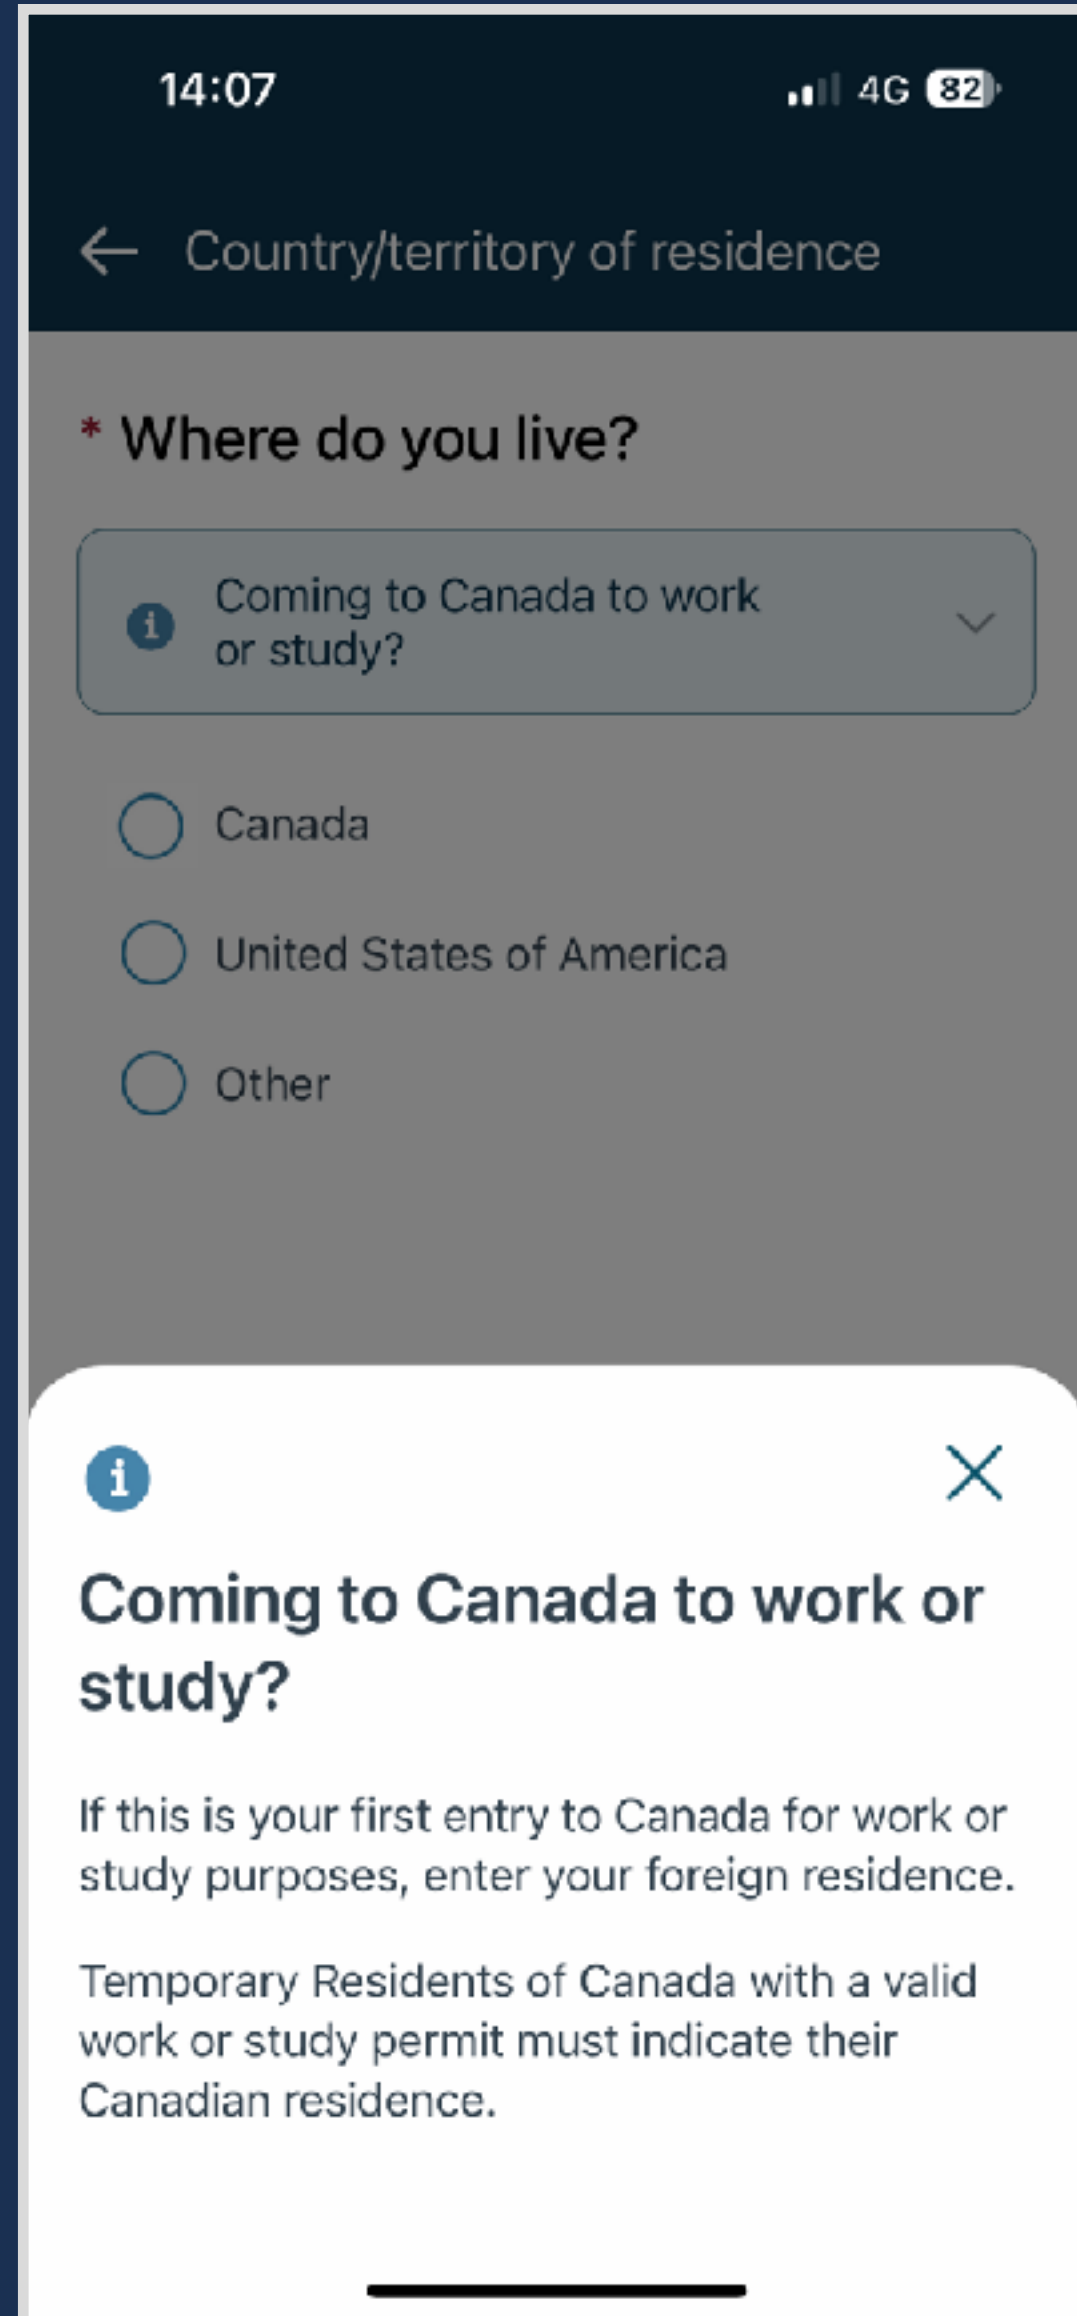 14:07 4G 82
Country/territory of residence
* Where do you live?
Coming to Canada to work
or study?
Canada
United States of America
Other
Coming to Canada to work or
study?
If this is your first entry to Canada for work or
study purposes, enter your foreign residence.
Temporary Residents of Canada with a valid
work or study permit must indicate their
Canadian residence.